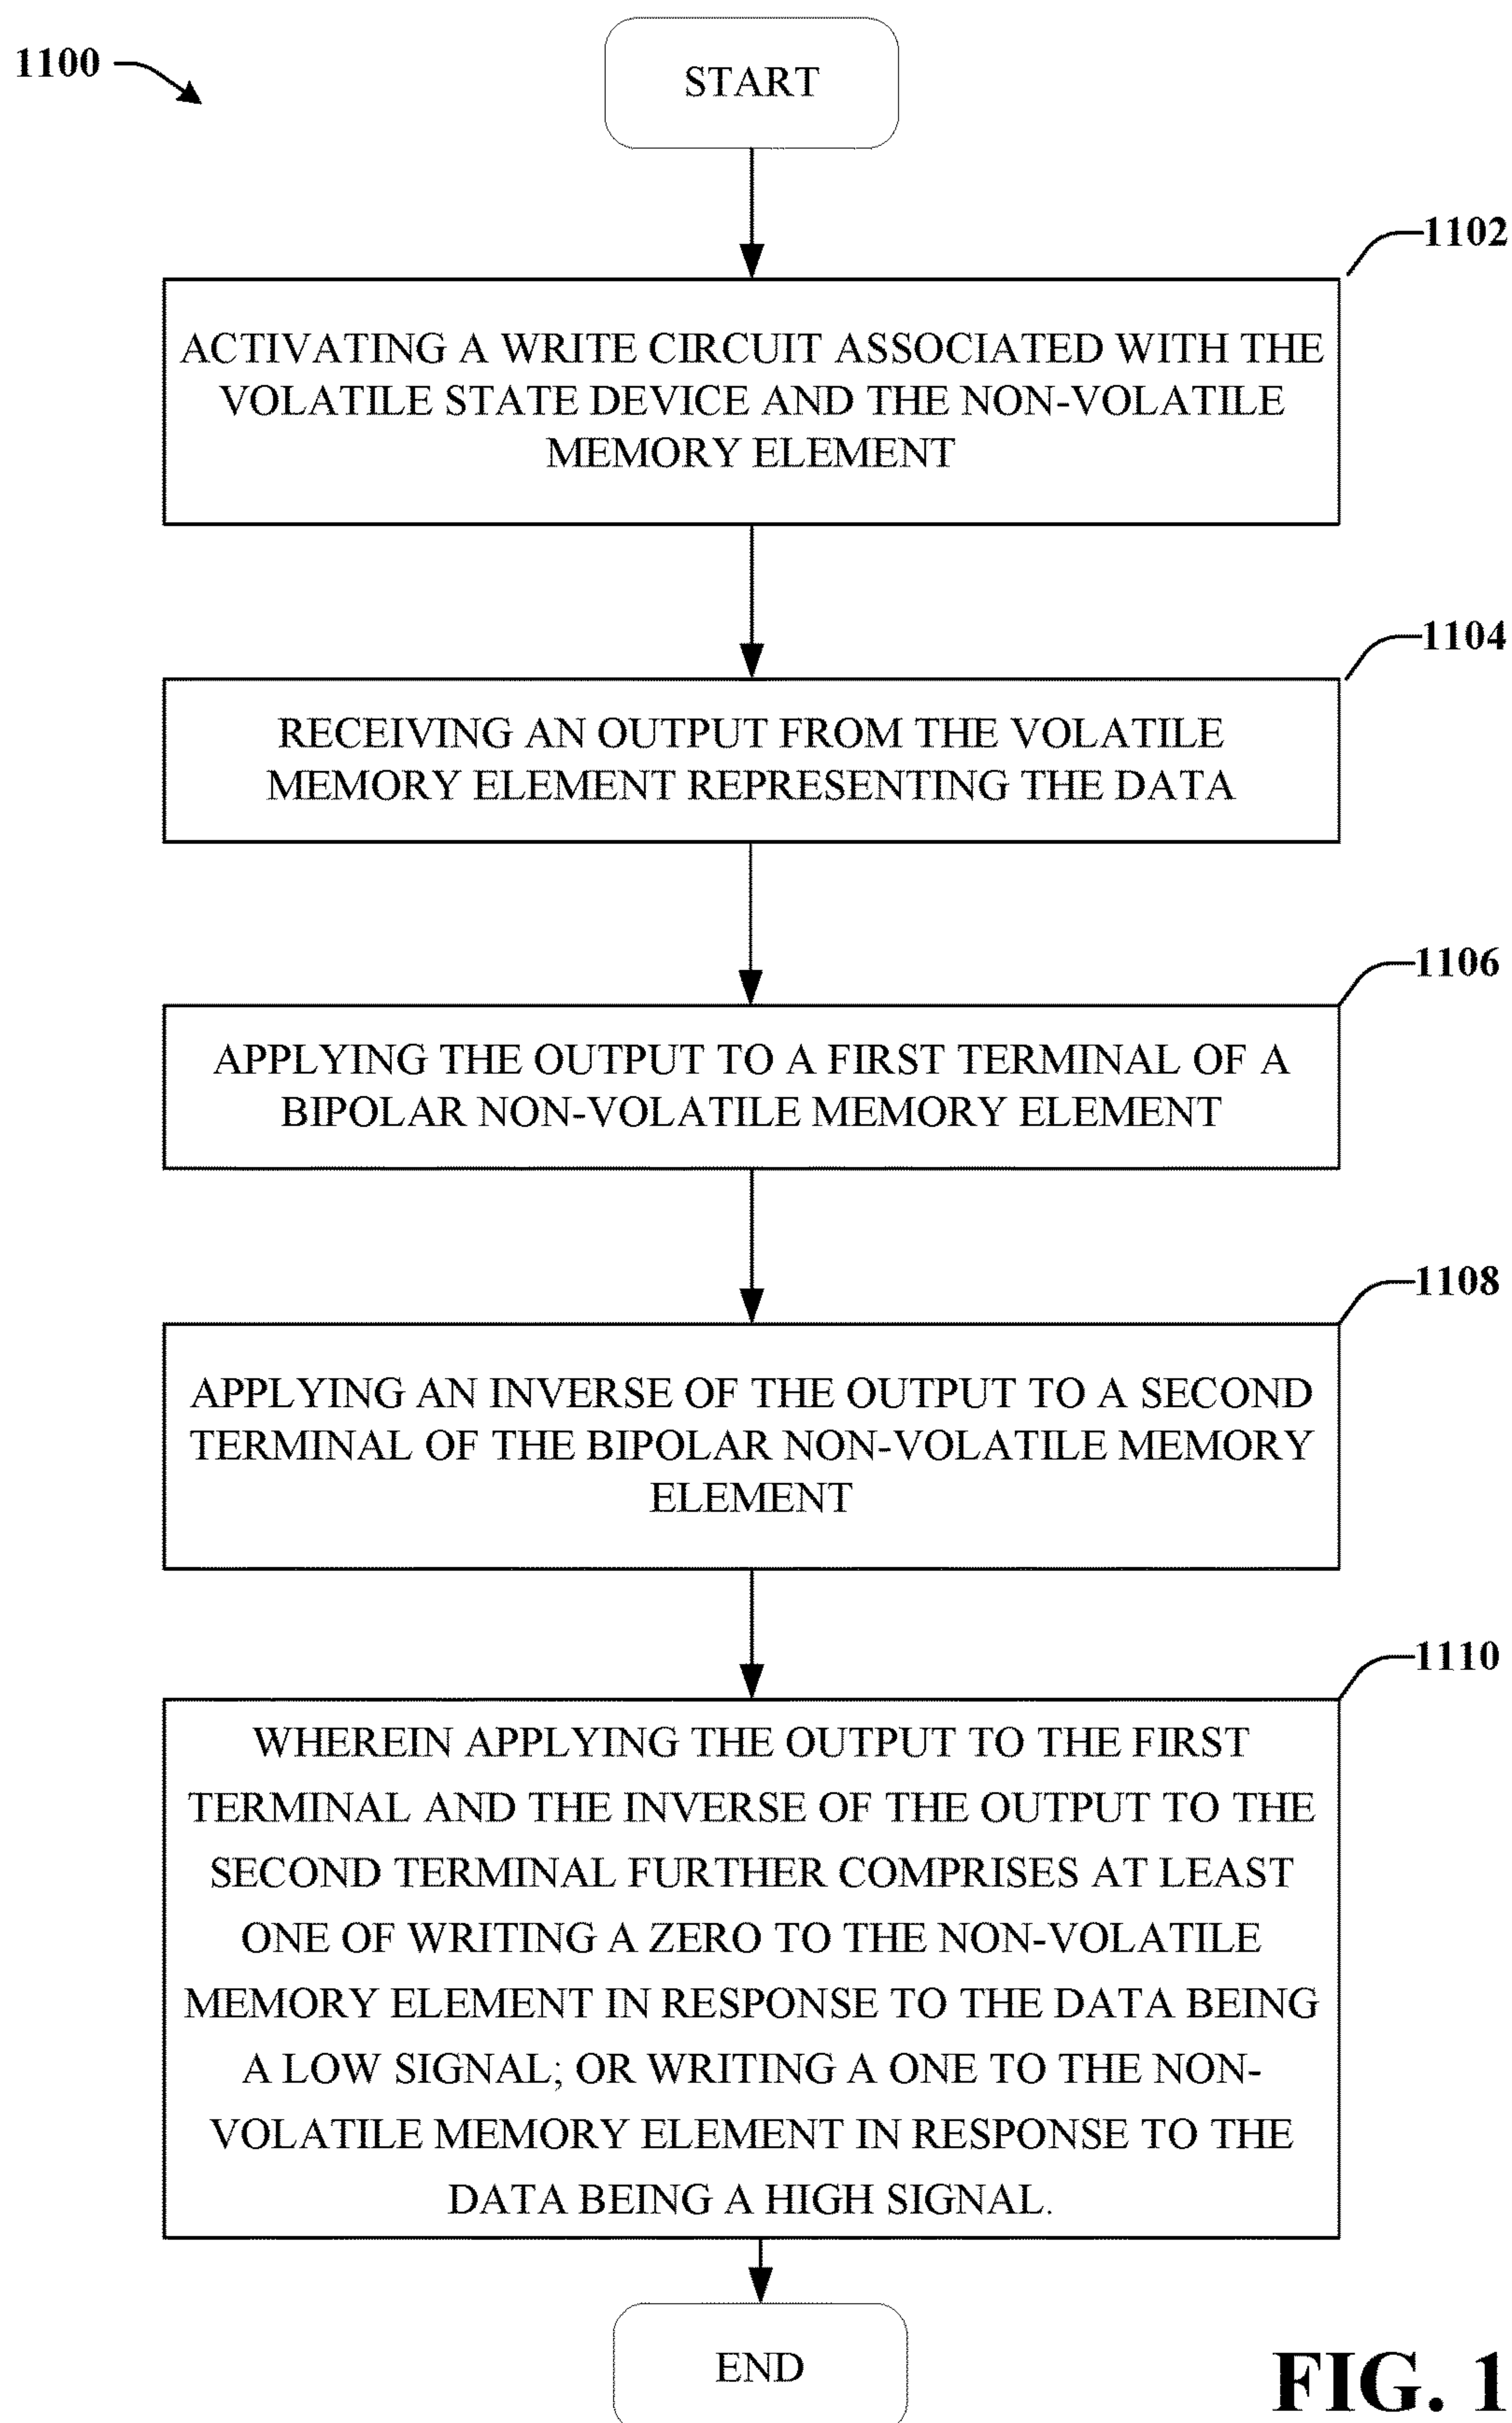 1100
START
1102
ACTIVATING A WRITE CIRCUIT ASSOCIATED WITH THE
VOLATILE STATE DEVICE AND THE NON-VOLATILE
MEMORY ELEMENT
1104
RECEIVING AN OUTPUT FROM THE VOLATILE
MEMORY ELEMENT REPRESENTING THE DATA
1106
APPLYING THE OUTPUT TO A FIRST TERMINAL OF A
BIPOLAR NON-VOLATILE MEMORY ELEMENT
1108
APPLYING AN INVERSE OF THE OUTPUT TO A SECOND
TERMINAL OF THE BIPOLAR NON-VOLATILE MEMORY
ELEMENT
1110
WHEREIN APPLYING THE OUTPUT TO THE FIRST
TERMINAL AND THE INVERSE OF THE OUTPUT TO THE
SECOND TERMINAL FURTHER COMPRISES AT LEAST
ONE OF WRITING A ZERO TO THE NON-VOLATILE
MEMORY ELEMENT IN RESPONSE TO THE DATA BEING
A LOW SIGNAL; OR WRITING A ONE TO THE NON-
VOLATILE MEMORY ELEMENT IN RESPONSE TO THE
DATA BEING A HIGH SIGNAL.
END
FIG. 1